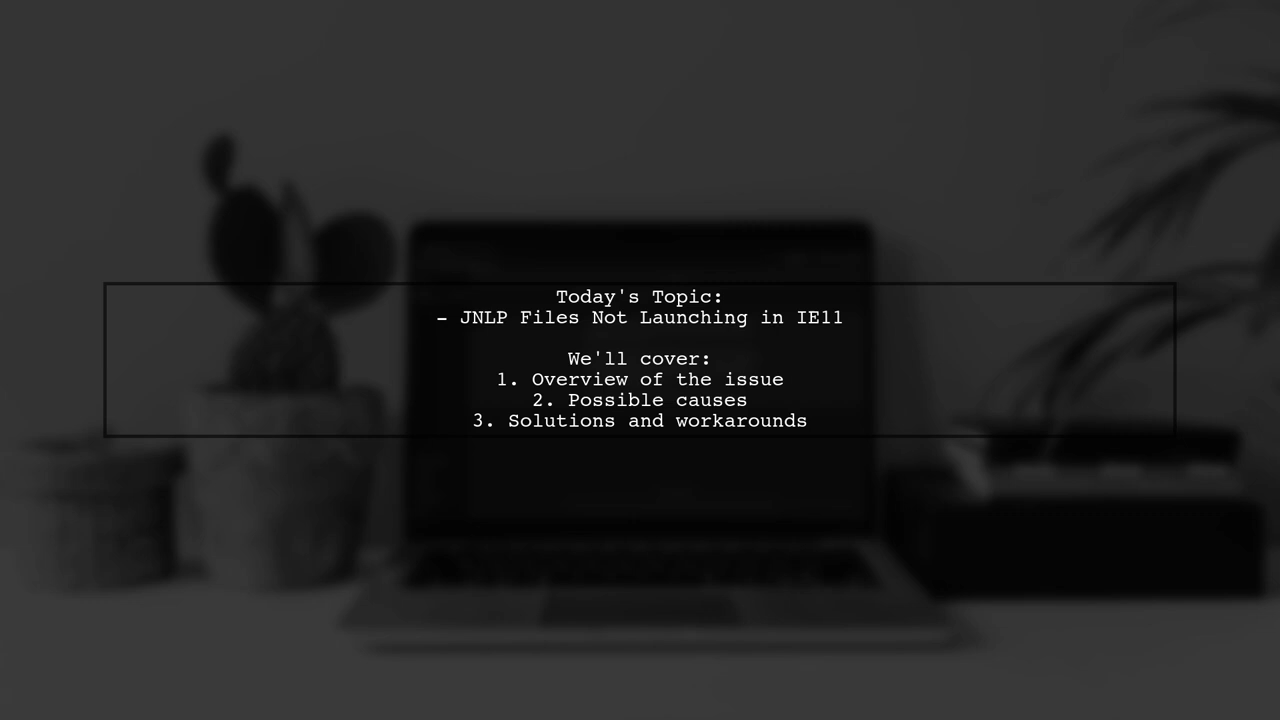 Today's Topic:
- JNLP Files Not Launching in IE11
We'll cover:
1. Overview of the issue
2. Possible causes
3. Solutions and workarounds